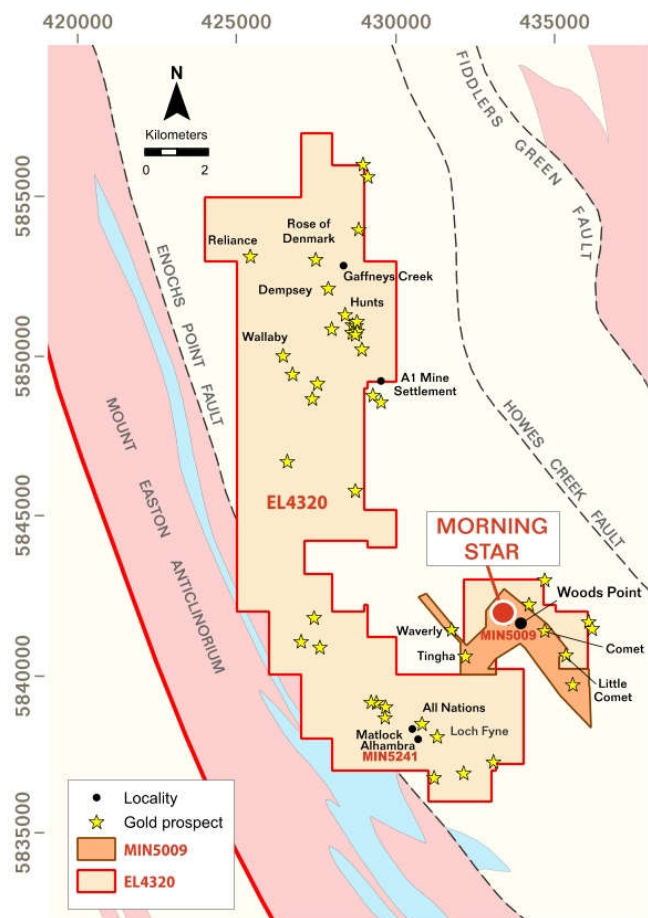 420000
425000
430000
435000
N
Kilometers
0 2
FIDDLERS
GREEN
FAULT
5855000
Rose of
Denmark
Reliance
Gaffneys Creek
Dempsey
Hunts
ENOCHS
POINT
FAULT
5850000
Wallaby
A1 Mine
Settlement
HOWES
CREEK FAULT
MOUNT
EASTON
ANTICLINORIUM
5845000
EL4320
MORNING
STAR
Woods Point
Waverly
MIN5009
Comet
Tingha
5840000
Little
Comet
All Nations
Matlock
Loch Fyne
Alhambra
MIN5241
5835000
Locality
Gold prospect
MIN5009
EL4320